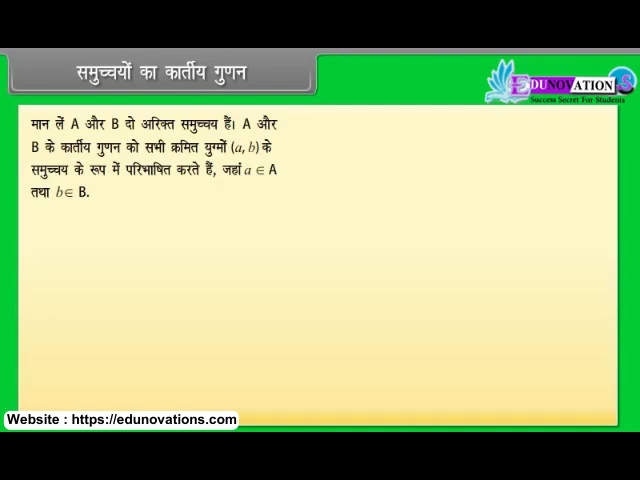 समुच्चयों का कार्तीय गुणन
EDUNOVATIONS
Success Secret For Students
मान लें A और B दो अरिक्त समुच्चय हैं। A और
B के कार्तीय गुणन को सभी क्रमित युग्मों (a, b) के
समुच्चय के रूप में परिभाषित करते हैं, जहां a ∈ A
तथा b ∈ B.
Website : https://edunovations.com